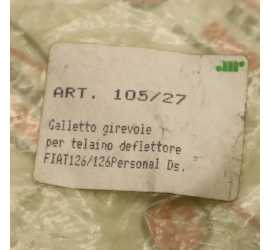 ART. 105/27
Galletto girevole
per telaino deflettore
FIAT126/126Personal Ds.